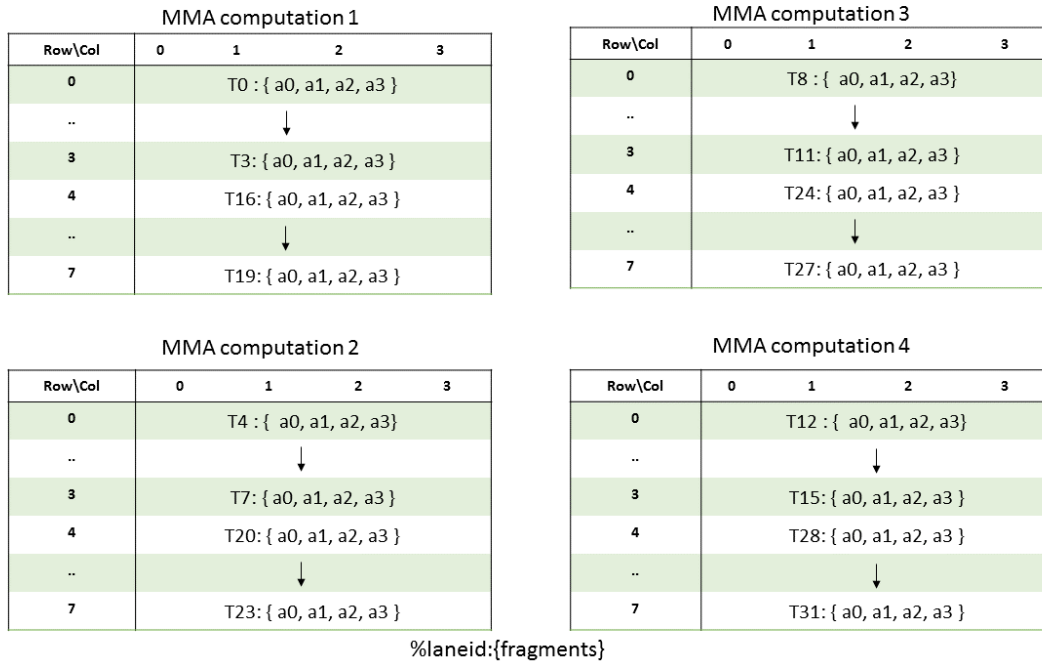 MMA computation 1
Row\Col 0 1 2 3
0 T0 : { a0, a1, a2, a3 }
..
3 T3: { a0, a1, a2, a3 }
4 T16: { a0, a1, a2, a3 }
..
7 T19: { a0, a1, a2, a3 }
MMA computation 3
Row\Col 0 1 2 3
0 T8 : { a0, a1, a2, a3}
..
3 T11: { a0, a1, a2, a3 }
4 T24: { a0, a1, a2, a3 }
..
7 T27: { a0, a1, a2, a3 }
MMA computation 2
Row\Col 0 1 2 3
0 T4 : { a0, a1, a2, a3}
..
3 T7: { a0, a1, a2, a3 }
4 T20: { a0, a1, a2, a3 }
..
7 T23: { a0, a1, a2, a3 }
MMA computation 4
Row\Col 0 1 2 3
0 T12 : { a0, a1, a2, a3}
..
3 T15: { a0, a1, a2, a3 }
4 T28: { a0, a1, a2, a3 }
..
7 T31: { a0, a1, a2, a3 }
%laneid:{fragments}